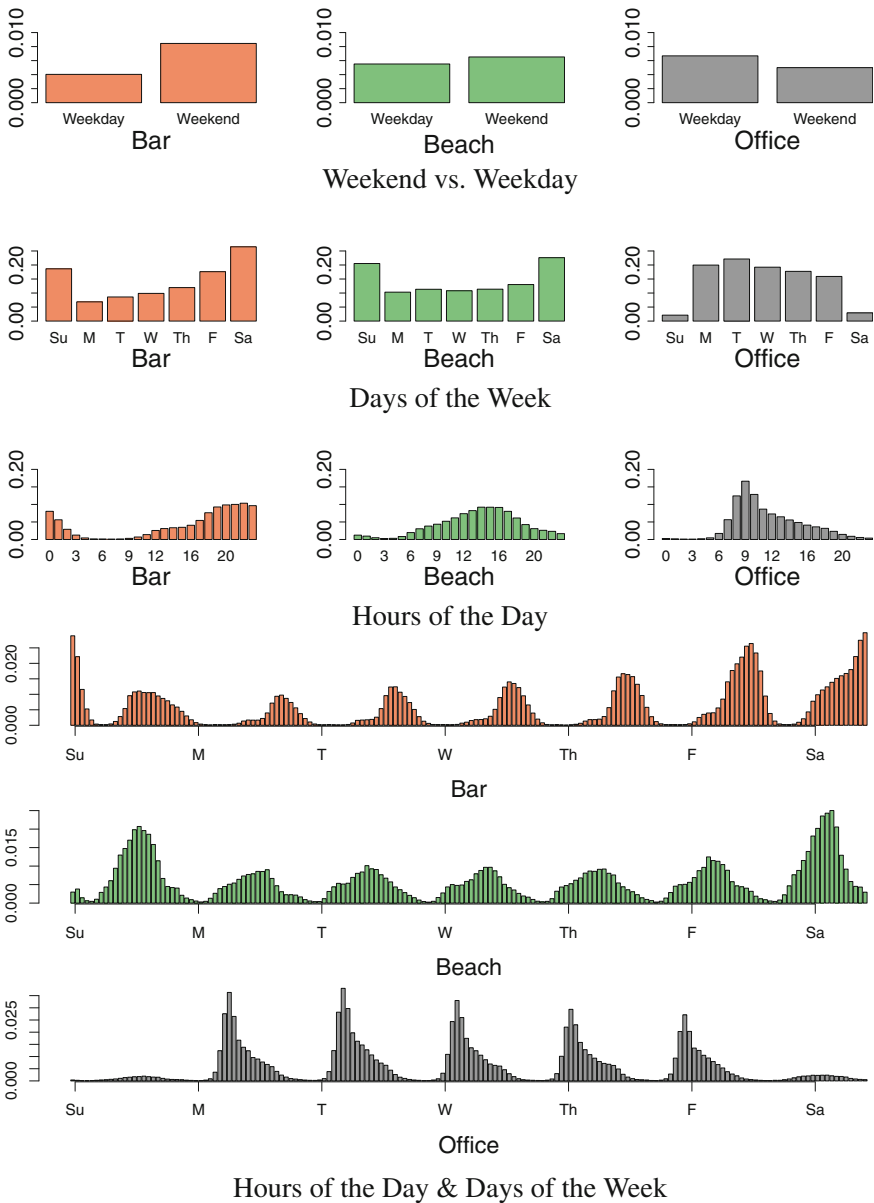 0.000 0.010 0.000 0.010 0.000 0.010
Weekday Weekend Weekday Weekend Weekday Weekend
Bar Beach Office
Weekend vs. Weekday
0.00 0.20 0.00 0.20 0.00 0.20
Su M T W Th F Sa Su M T W Th F Sa Su M T W Th F Sa
Bar Beach Office
Days of the Week
0.00 0.20 0.00 0.20 0.00 0.20
0 3 6 9 12 16 20 0 3 6 9 12 16 20 0 3 6 9 12 16 20
Bar Beach Office
Hours of the Day
0.000 0.020
Su M T W Th F Sa
Bar
0.000 0.015
Su M T W Th F Sa
Beach
0.000 0.025
Su M T W Th F Sa
Office
Hours of the Day & Days of the Week